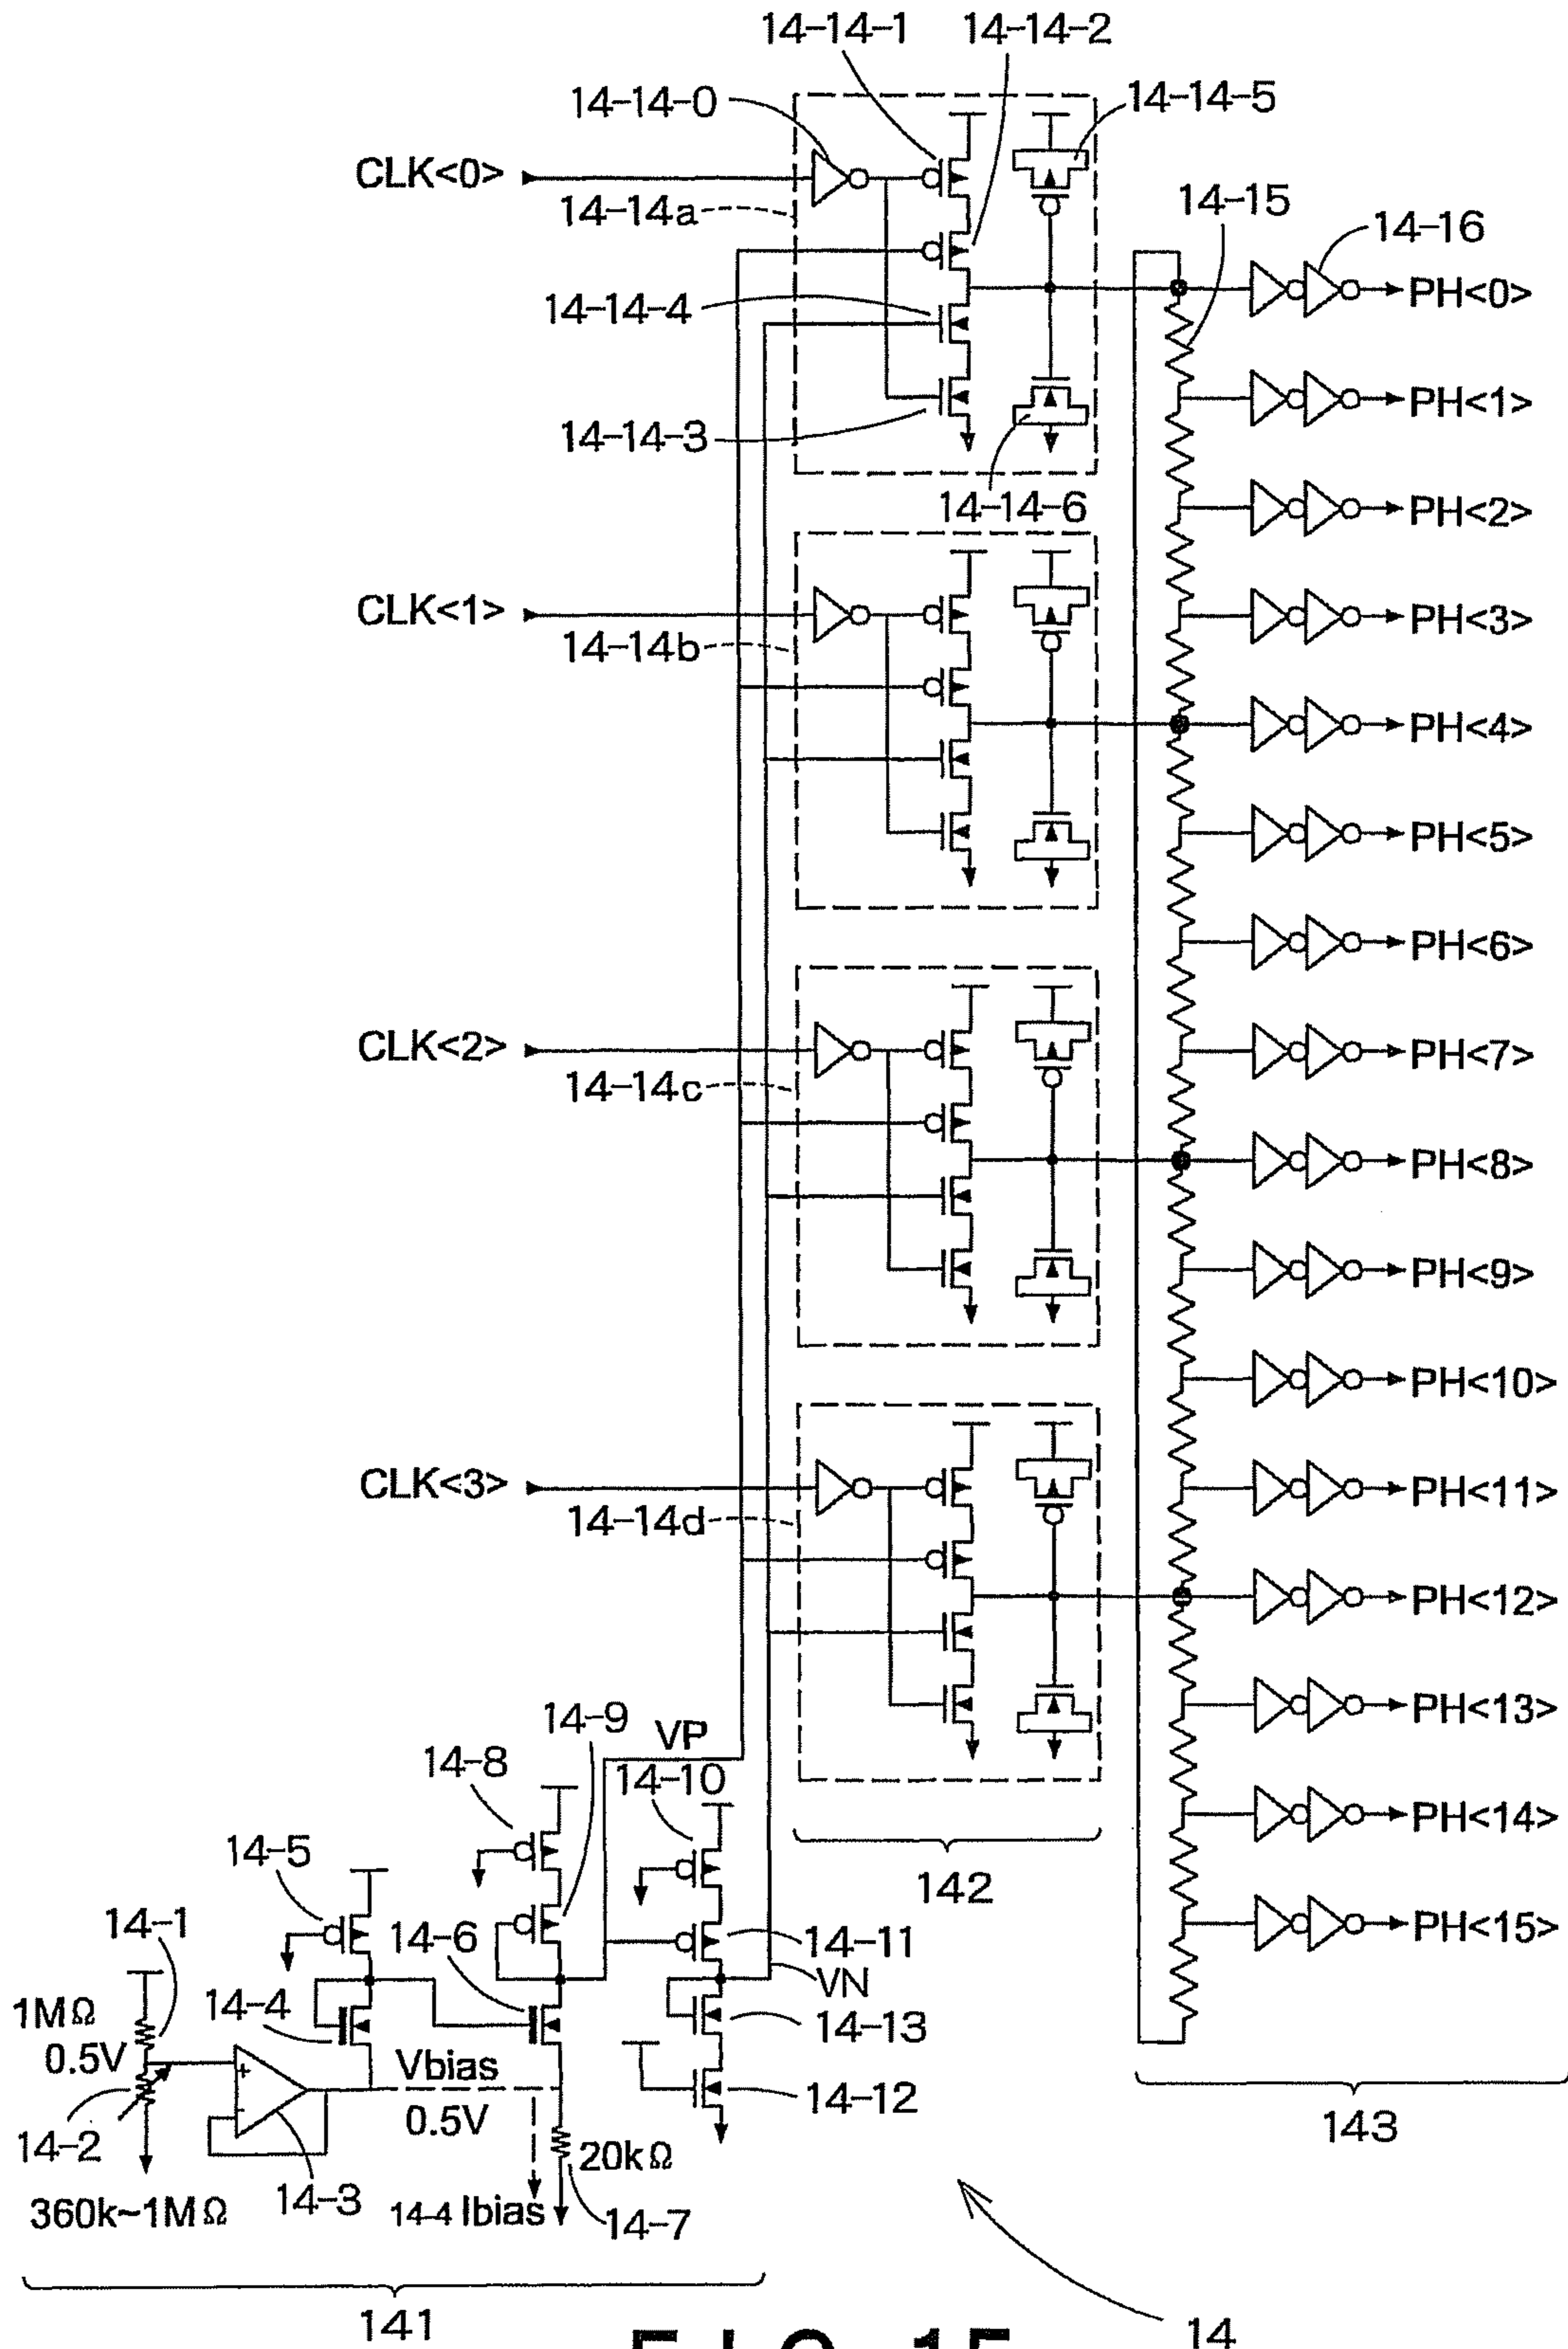 14-14-1 14-14-2
14-14-0 14-14-5
CLK<0>
14-14a 14-15
14-16
PH<0>
14-14-4
PH<1>
14-14-3
14-14-6 PH<2>
CLK<1> PH<3>
14-14b
PH<4>
PH<5>
PH<6>
CLK<2> PH<7>
14-14c
PH<8>
PH<9>
PH<10>
CLK<3> PH<11>
14-14d
PH<12>
14-9 VP PH<13>
14-8 14-10
PH<14>
14-5 142
14-1 14-6 14-11 PH<15>
VN
1MΩ 14-4 14-13
0.5V Vbias
14-12
0.5V 143
14-2 20kΩ
14-3
360k~1MΩ 14-4 Ibias 14-7
141 14
FIG. 15